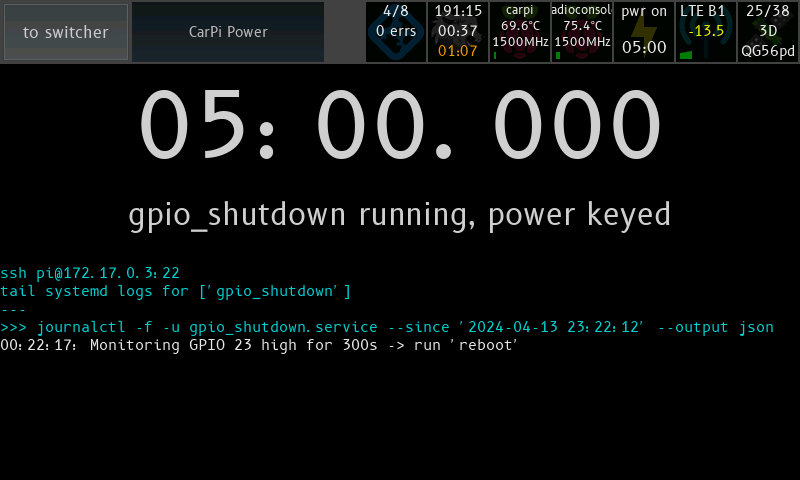 to switcher
CarPi Power
4/8
0 errs
191:15
00:37
01:07
carpi
69.6°C
1500MHz
adioconsol
75.4°C
1500MHz
pwr on
05:00
LTE B1
-13.5
25/38
3D
QG56pd
05:00.000
gpio_shutdown running, power keyed
ssh pi@172.17.0.3:22
tail systemd logs for ['gpio_shutdown']
---
>>> journalctl -f -u gpio_shutdown.service --since '2024-04-13 23:22:12' --output json
00:22:17: Monitoring GPIO 23 high for 300s -> run 'reboot'